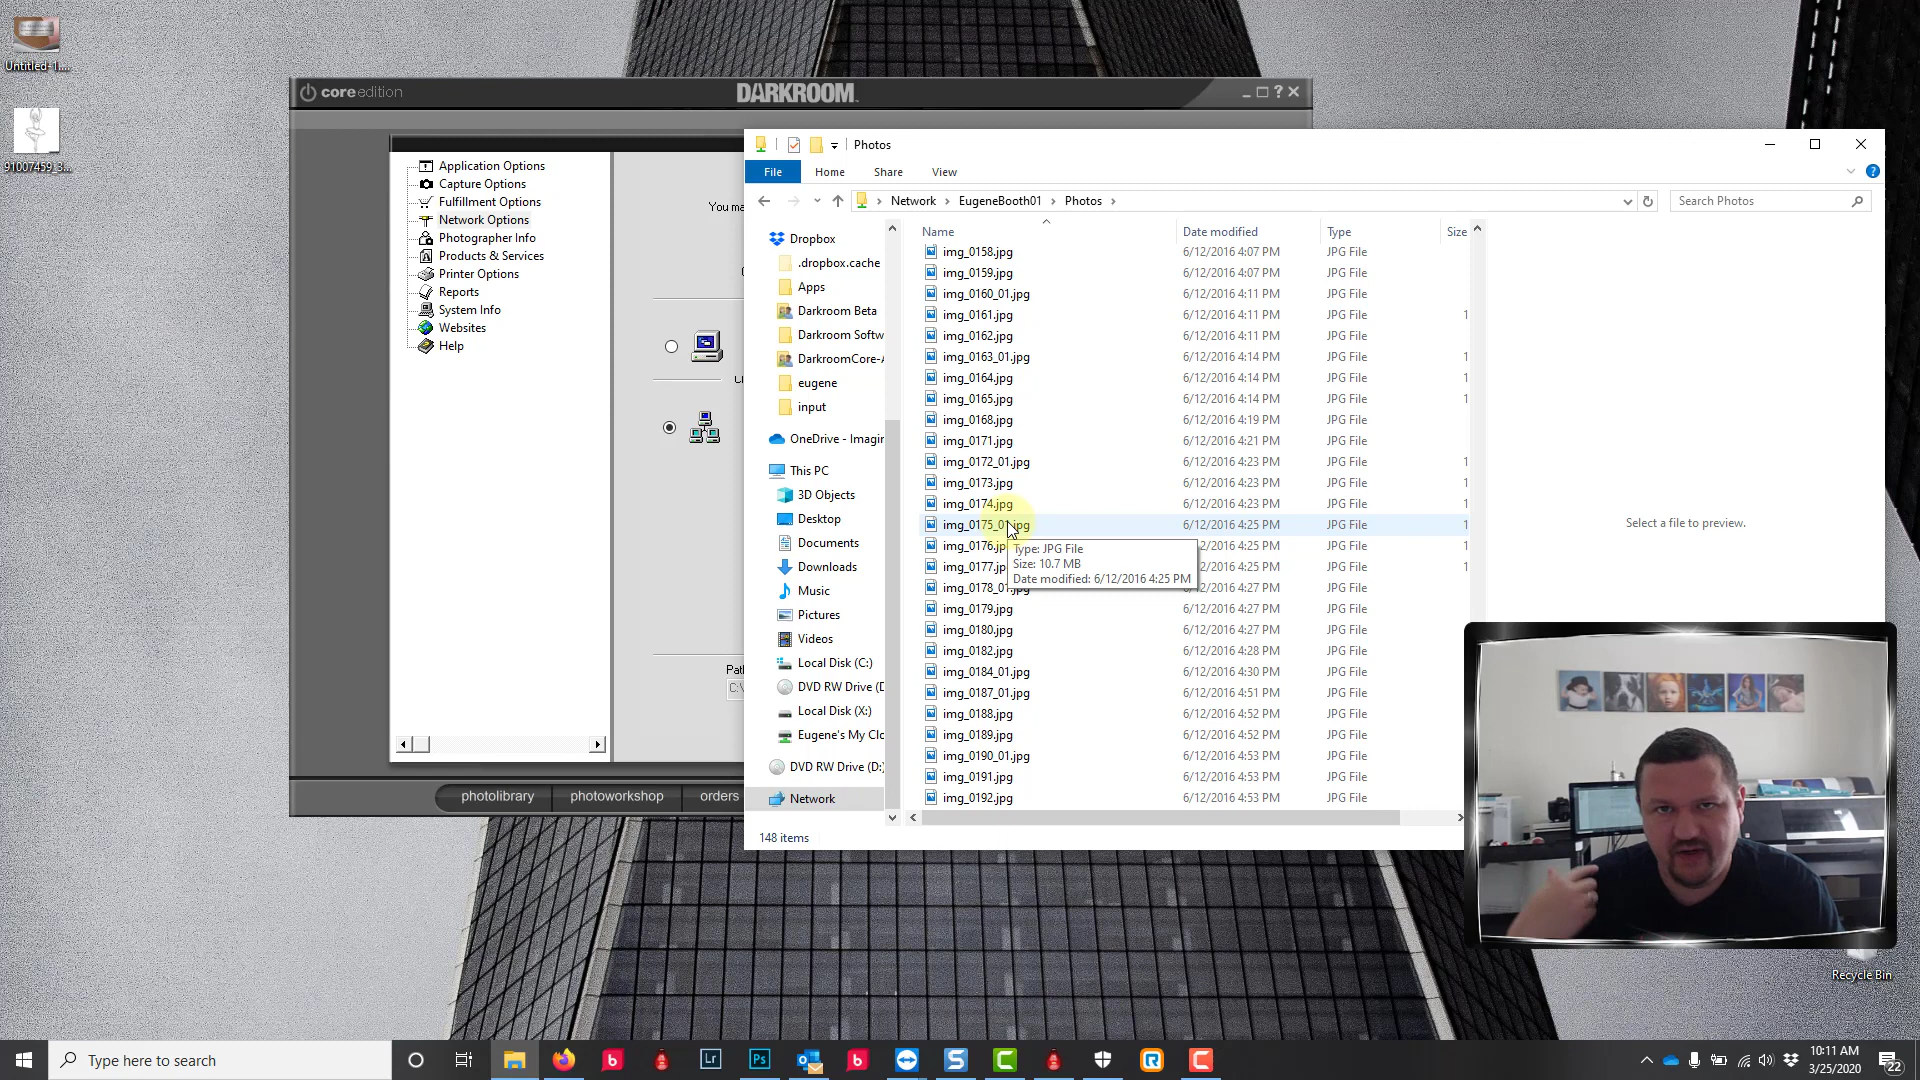 Untitled-1....
91007459_3...
core edition
DARKROOM
Application Options
Capture Options
Fulfillment Options
Network Options
Photographer Info
Products & Services
Printer Options
Reports
System Info
Websites
Help
You ma
photolibrary
photoworkshop
orders
Photos
File
Home
Share
View
Network
EugeneBooth01
Photos
Search Photos
Dropbox
.dropbox.cache
Apps
Darkroom Beta
Darkroom Softw
DarkroomCore-A
eugene
input
OneDrive - Imagir
This PC
3D Objects
Desktop
Documents
Downloads
Music
Pictures
Videos
Local Disk (C:)
DVD RW Drive (D
Local Disk (X:)
Eugene's My Clo
DVD RW Drive (D:
Network
Name Date modified Type Size
img_0158.jpg 6/12/2016 4:07 PM JPG File
img_0159.jpg 6/12/2016 4:07 PM JPG File
img_0160_01.jpg 6/12/2016 4:11 PM JPG File
img_0161.jpg 6/12/2016 4:11 PM JPG File 1
img_0162.jpg 6/12/2016 4:11 PM JPG File
img_0163_01.jpg 6/12/2016 4:14 PM JPG File 1
img_0164.jpg 6/12/2016 4:14 PM JPG File 1
img_0165.jpg 6/12/2016 4:14 PM JPG File 1
img_0168.jpg 6/12/2016 4:19 PM JPG File
img_0171.jpg 6/12/2016 4:21 PM JPG File
img_0172_01.jpg 6/12/2016 4:23 PM JPG File 1
img_0173.jpg 6/12/2016 4:23 PM JPG File 1
img_0174.jpg 6/12/2016 4:23 PM JPG File 1
img_0175_01.jpg 6/12/2016 4:25 PM JPG File 1
img_0176.jp /12/2016 4:25 PM JPG File 1
img_0177.jp /12/2016 4:25 PM JPG File 1
img_0178_01.jpg /12/2016 4:27 PM JPG File
img_0179.jpg 6/12/2016 4:27 PM JPG File
img_0180.jpg 6/12/2016 4:27 PM JPG File
img_0182.jpg 6/12/2016 4:28 PM JPG File
img_0184_01.jpg 6/12/2016 4:30 PM JPG File
img_0187_01.jpg 6/12/2016 4:51 PM JPG File
img_0188.jpg 6/12/2016 4:52 PM JPG File
img_0189.jpg 6/12/2016 4:52 PM JPG File
img_0190_01.jpg 6/12/2016 4:53 PM JPG File
img_0191.jpg 6/12/2016 4:53 PM JPG File
img_0192.jpg 6/12/2016 4:53 PM JPG File
Type: JPG File
Size: 10.7 MB
Date modified: 6/12/2016 4:25 PM
Select a file to preview.
148 items
Recycle Bin
Type here to search
Lr
Ps
10:11 AM
3/25/2020
22